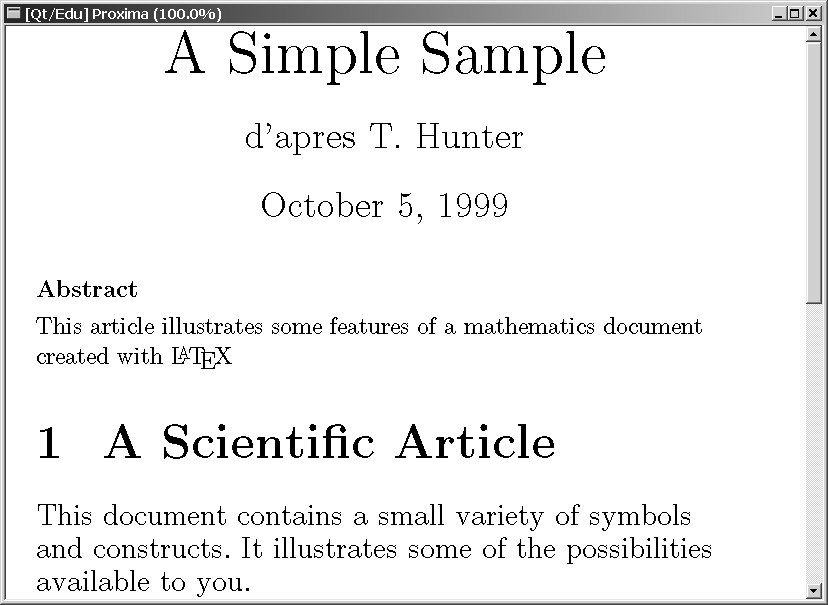 [Qt/Edu] Proxima (100.0%)
A Simple Sample
d'apres T. Hunter
October 5, 1999
Abstract
This article illustrates some features of a mathematics document
created with LATEX
1 A Scientific Article
This document contains a small variety of symbols
and constructs. It illustrates some of the possibilities
available to you.